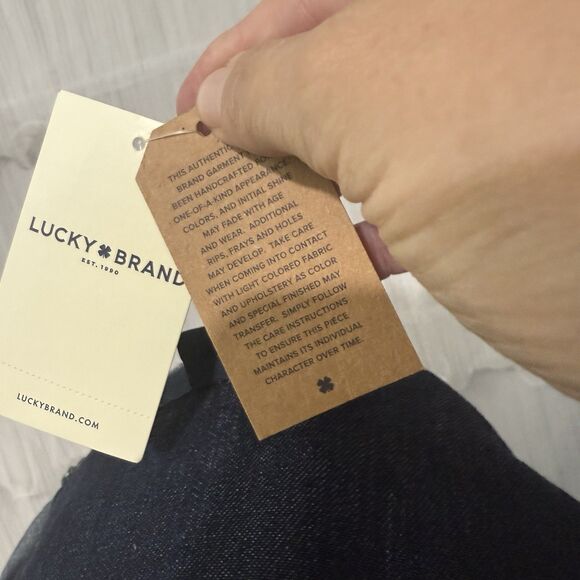 LUCKY BRAND
EST. 1990
LUCKYBRAND.COM
THIS AUTHENTIC
BRAND GARMENT
BEEN HANDCRAFTED
ONE-OF-A-KIND APPEARANCE
COLORS, AND INITIAL SHINE
MAY FADE WITH AGE
AND WEAR. ADDITIONAL
RIPS, FRAYS AND HOLES
MAY DEVELOP. TAKE CARE
WHEN COMING INTO CONTACT
WITH LIGHT COLORED FABRIC
AND UPHOLSTERY AS COLOR
AND SPECIAL FINISHED MAY
TRANSFER. SIMPLY FOLLOW
THE CARE INSTRUCTIONS
TO ENSURE THIS PIECE
MAINTAINS ITS INDIVIDUAL
CHARACTER OVER TIME.